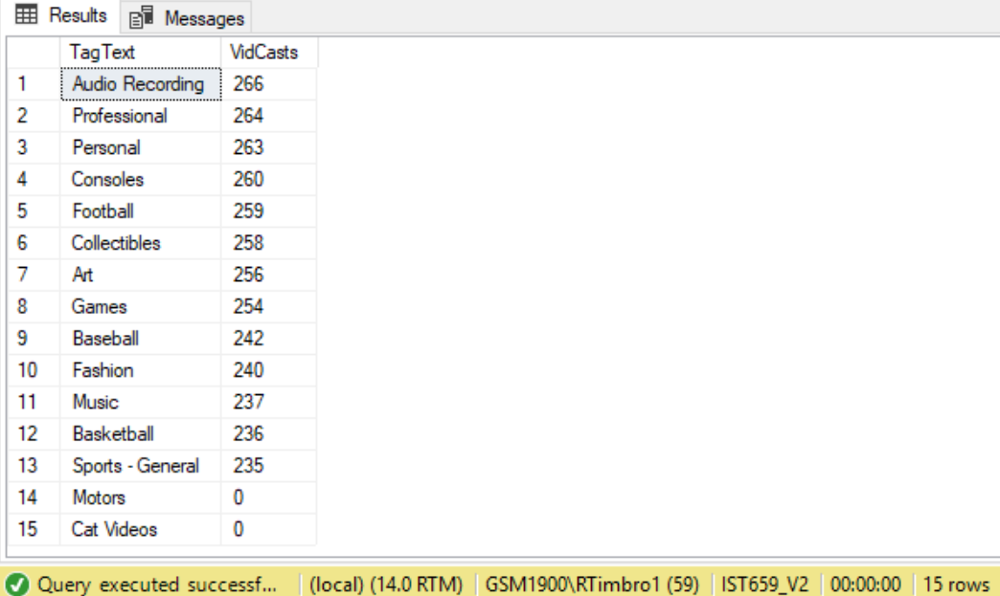 Results Messages
TagText VidCasts
1 Audio Recording 266
2 Professional 264
3 Personal 263
4 Consoles 260
5 Football 259
6 Collectibles 258
7 Art 256
8 Games 254
9 Baseball 242
10 Fashion 240
11 Music 237
12 Basketball 236
13 Sports - General 235
14 Motors 0
15 Cat Videos 0
Query executed successf... (local) (14.0 RTM) GSM1900\RTimbro1 (59) IST659_V2 00:00:00 15 rows